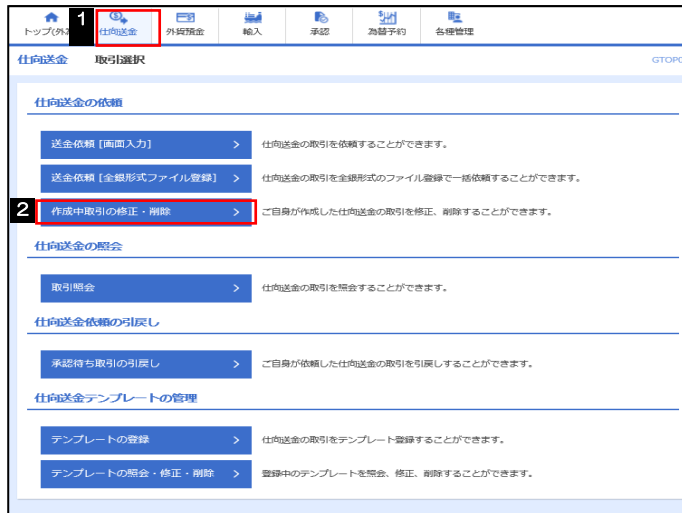 1
トップ(外
仕向送金
外貨預金
輸入
承認
為替予約
各種管理
仕向送金 取引選択
GTOPC
仕向送金の依頼
送金依頼 [画面入力] >
仕向送金の取引を依頼することができます。
送金依頼 [全銀形式ファイル登録] >
仕向送金の取引を全銀形式のファイル登録で一括依頼することができます。
2
作成中取引の修正・削除 >
ご自身が作成した仕向送金の取引を修正、削除することができます。
仕向送金の照会
取引照会 >
仕向送金の取引を照会することができます。
仕向送金依頼の引戻し
承認待ち取引の引戻し >
ご自身が依頼した仕向送金の取引を引戻しすることができます。
仕向送金テンプレートの管理
テンプレートの登録 >
仕向送金の取引をテンプレート登録することができます。
テンプレートの照会・修正・削除 >
登録中のテンプレートを照会、修正、削除することができます。